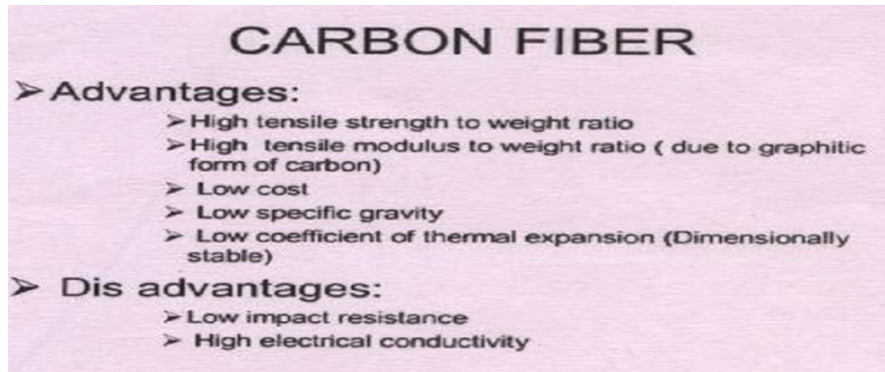 CARBON FIBER
➢ Advantages:
➢ High tensile strength to weight ratio
➢ High tensile modulus to weight ratio ( due to graphitic
form of carbon)
➢ Low cost
➢ Low specific gravity
➢ Low coefficient of thermal expansion (Dimensionally
stable)
➢ Dis advantages:
➢ Low impact resistance
➢ High electrical conductivity